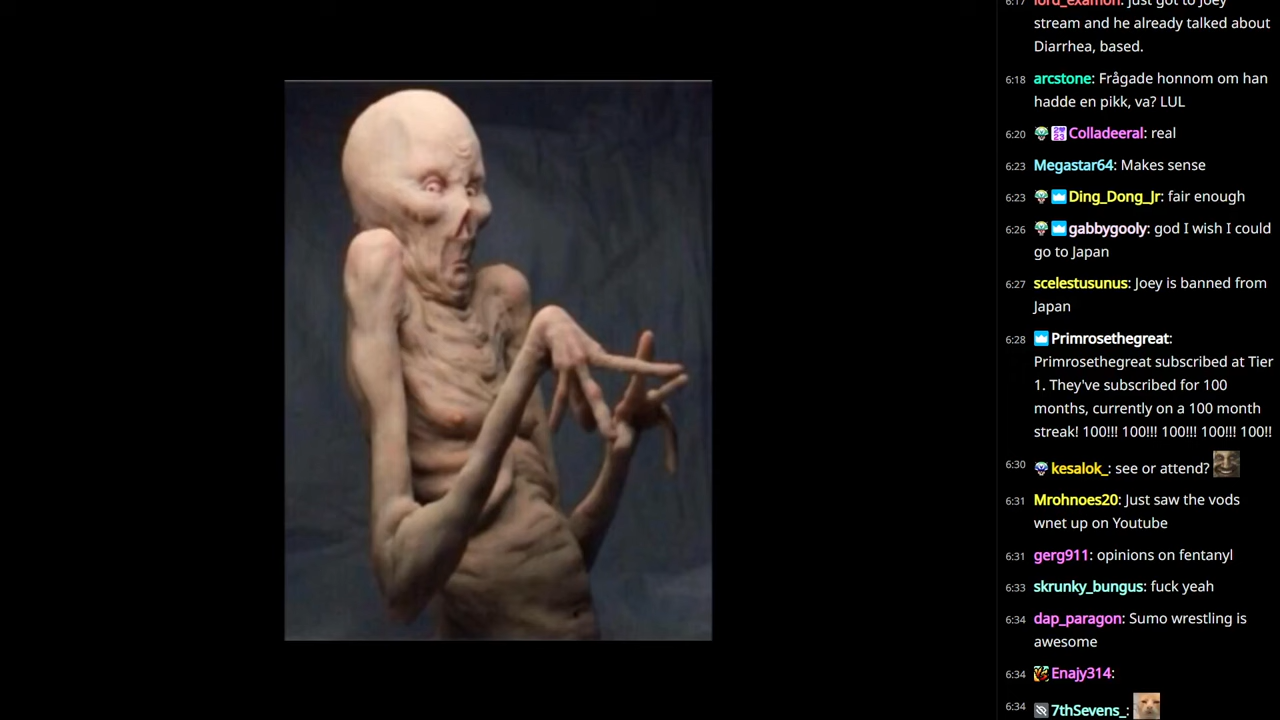 6:17 lord_examon: Just got to Joey
stream and he already talked about
Diarrhea, based.
6:18 arcstone: Frågade honnom om han
hadde en pikk, va? LUL
6:20 Colladeeral: real
6:23 Megastar64: Makes sense
6:23 Ding_Dong_Jr: fair enough
6:26 gabbygooly: god I wish I could
go to Japan
6:27 scelestusunus: Joey is banned from
Japan
6:28 Primrosethegreat:
Primrosethegreat subscribed at Tier
1. They've subscribed for 100
months, currently on a 100 month
streak! 100!!! 100!!! 100!!! 100!!! 100!!
6:30 kesalok_: see or attend?
6:31 Mrohnoes20: Just saw the vods
wnet up on Youtube
6:31 gerg911: opinions on fentanyl
6:33 skrunky_bungus: fuck yeah
6:34 dap_paragon: Sumo wrestling is
awesome
6:34 Enajy314:
6:34 7thSevens_: